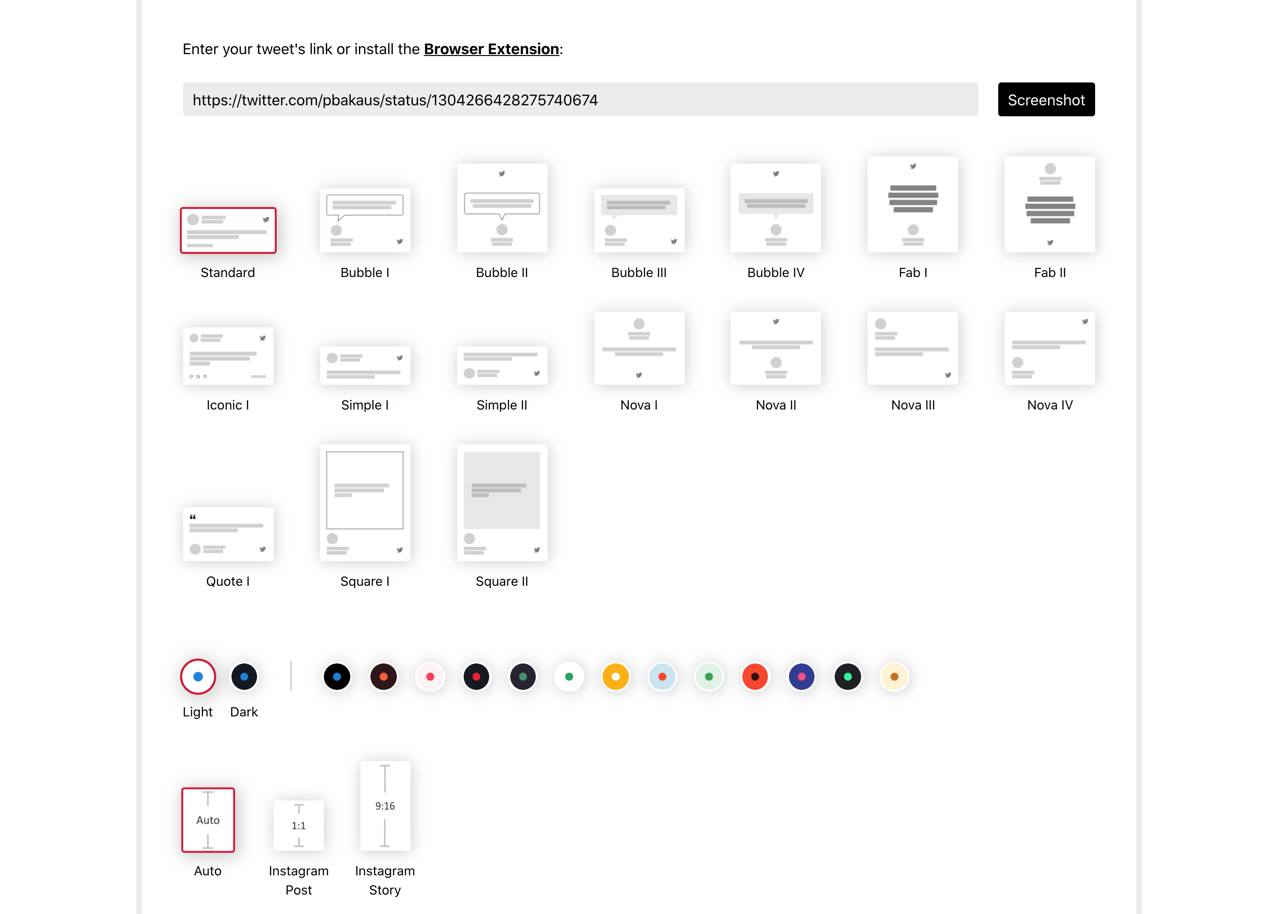 Enter your tweet's link or install the Browser Extension:
https://twitter.com/pbakaus/status/1304266428275740674
Screenshot
Standard
Bubble I
Bubble II
Bubble III
Bubble IV
Fab I
Fab II
Iconic I
Simple I
Simple II
Nova I
Nova II
Nova III
Nova IV
“
Quote I
Square I
Square II
Light
Dark
Auto
1:1
9:16
Auto
Instagram
Post
Instagram
Story